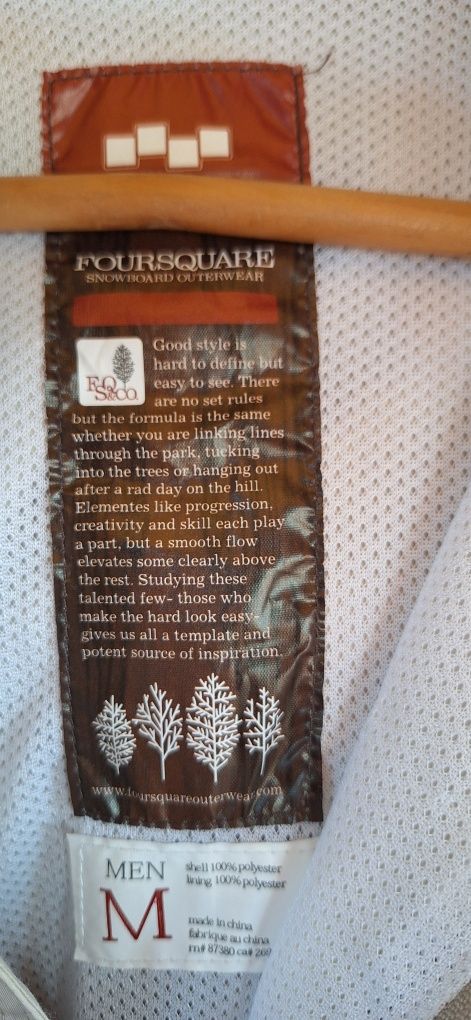 FOURSQUARE
SNOWBOARD OUTERWEAR
F.Q.
S&CO.
Good style is
hard to define but
easy to see. There
are no set rules
but the formula is the same
whether you are linking lines
through the park, tucking
into the trees or hanging out
after a rad day on the hill.
Elementes like progression,
creativity and skill each play
a part, but a smooth flow
elevates some clearly above
the rest. Studying these
talented few- those who
make the hard look easy-
gives us all a template and
potent source of inspiration.
www.foursquareouterwear.com
MEN
M
shell 100% polyester
lining 100% polyester
made in china
fabrique au china
rn# 87380 ca#